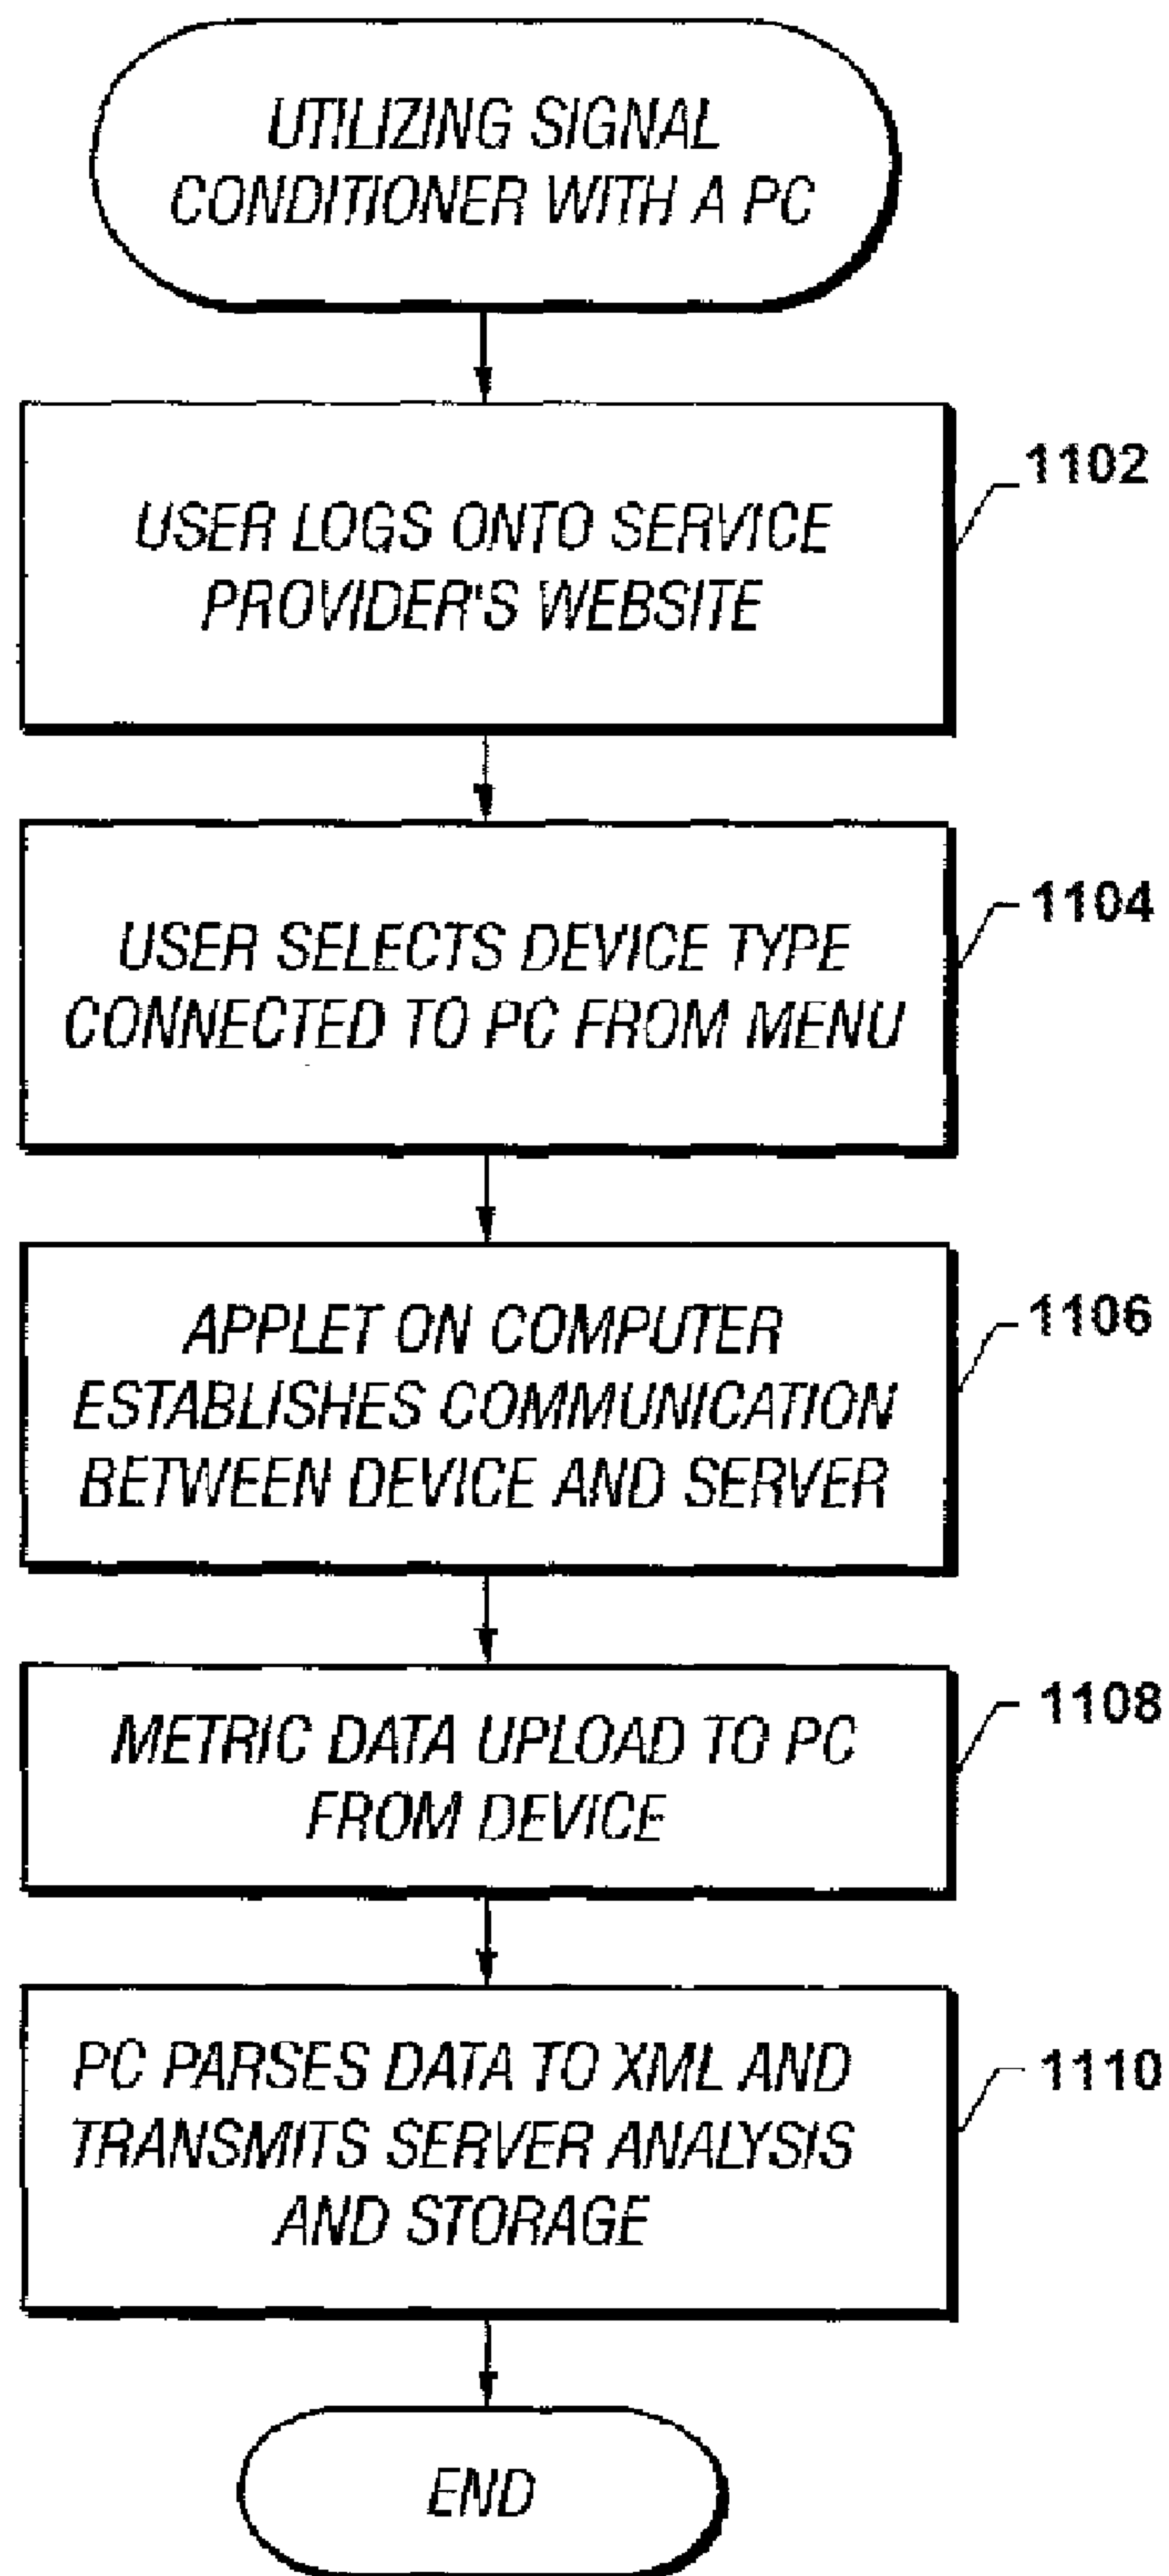 UTILIZING SIGNAL
CONDITIONER WITH A PC
1102
USER LOGS ONTO SERVICE
PROVIDER'S WEBSITE
1104
USER SELECTS DEVICE TYPE
CONNECTED TO PC FROM MENU
1106
APPLET ON COMPUTER
ESTABLISHES COMMUNICATION
BETWEEN DEVICE AND SERVER
1108
METRIC DATA UPLOAD TO PC
FROM DEVICE
1110
PC PARSES DATA TO XML AND
TRANSMITS SERVER ANALYSIS
AND STORAGE
END